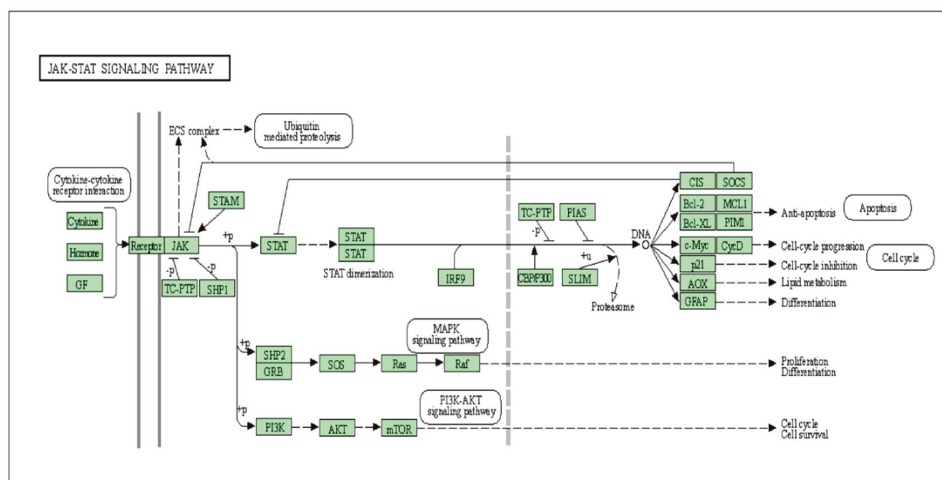 JAK-STAT SIGNALING PATHWAY
ECS complex
Ubiquitin
mediated proteolysis
Cytokine-cytokine
receptor interaction
Cytokine
Hormone
GF
Receptor
JAK
STAM
+p
-p
-p
TC-PTP
SHP1
STAT
STAT
STAT
STAT dimerization
IRF9
TC-PTP
PIAS
-p
CBP/P300
SLIM
+u
Proteasome
DNA
CIS
SOCS
Bcl-2
MCL1
Bcl-XL
PIM1
c-Myc
CycD
p21
AOX
GFAP
Anti-apoptosis
Apoptosis
Cell-cycle progression
Cell-cycle inhibition
Cell cycle
Lipid metabolism
Differentiation
+p
SHP2
GRB
SOS
Ras
Raf
MAPK
signaling pathway
Proliferation
Differentiation
+p
PI3K
AKT
mTOR
PI3K-AKT
signaling pathway
Cell cycle
Cell survival